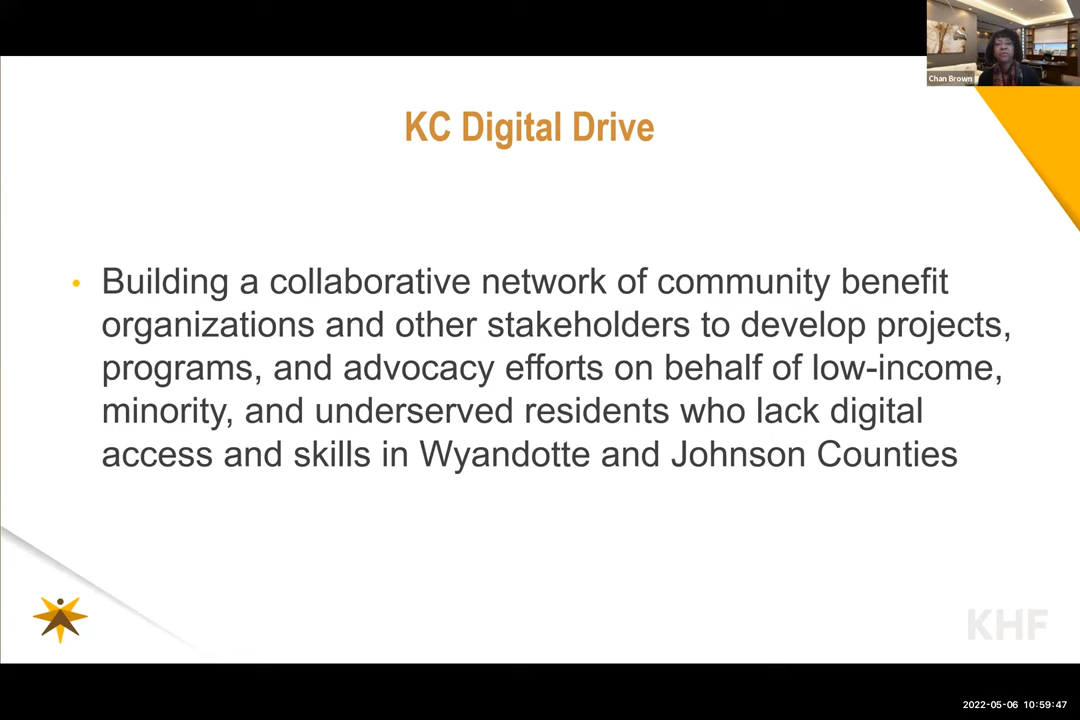 Chan Brown
KC Digital Drive
• Building a collaborative network of community benefit
organizations and other stakeholders to develop projects,
programs, and advocacy efforts on behalf of low-income,
minority, and underserved residents who lack digital
access and skills in Wyandotte and Johnson Counties
KHF
2022-05-06 10:59:47